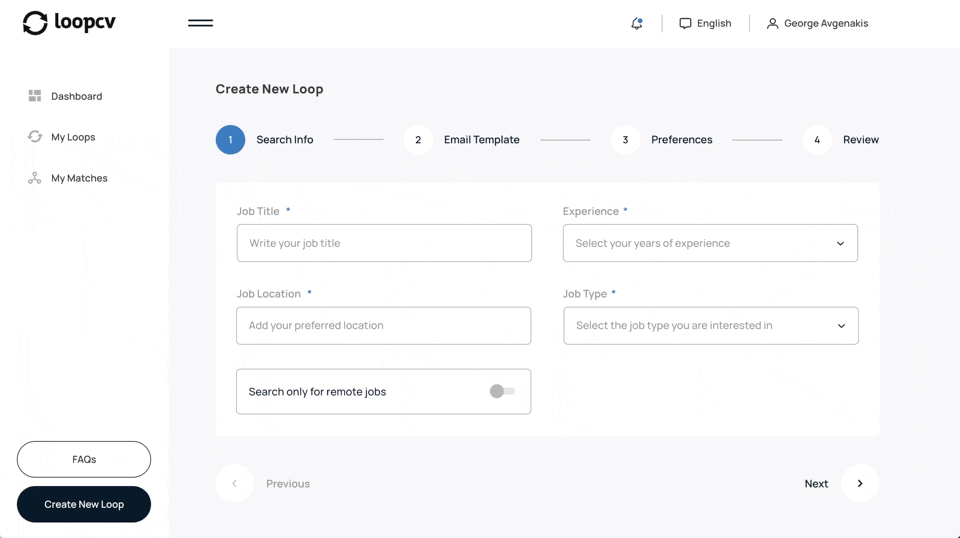 loopcv
English
George Avgenakis
Dashboard
My Loops
My Matches
FAQs
Create New Loop
Create New Loop
1 Search Info
2 Email Template
3 Preferences
4 Review
Job Title *
Write your job title
Experience *
Select your years of experience
Job Location *
Add your preferred location
Job Type *
Select the job type you are interested in
Search only for remote jobs
Previous
Next